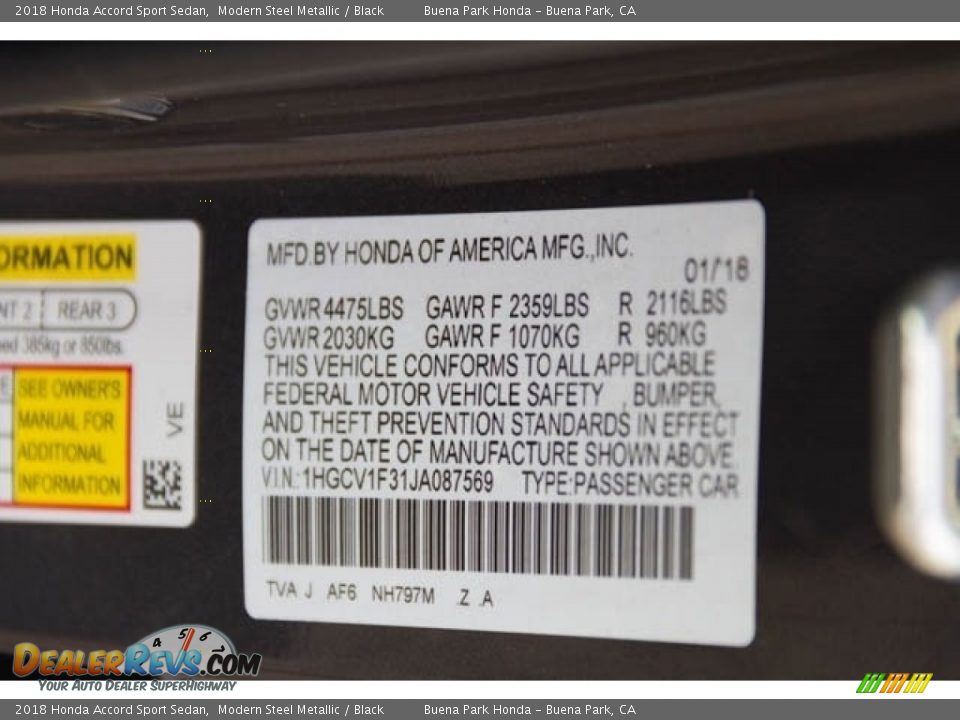 2018 Honda Accord Sport Sedan, Modern Steel Metallic / Black Buena Park Honda – Buena Park, CA
ORMATION
NT 2 REAR 3
eed 385kg or 850lbs.
SEE OWNER'S
MANUAL FOR
ADDITIONAL
INFORMATION
VE
MFD.BY HONDA OF AMERICA MFG.,INC.
01/'18
GVWR 4475LBS GAWR F 2359LBS R 2116LBS
GVWR 2030KG GAWR F 1070KG R 960KG
THIS VEHICLE CONFORMS TO ALL APPLICABLE
FEDERAL MOTOR VEHICLE SAFETY , BUMPER,
AND THEFT PREVENTION STANDARDS IN EFFECT
ON THE DATE OF MANUFACTURE SHOWN ABOVE.
V.I.N.:1HGCV1F31JA087569 TYPE:PASSENGER CAR
TVA J AF6 NH797M .Z .A
4 5 6
DealerRevs.com
Your Auto Dealer SuperHighway
2018 Honda Accord Sport Sedan, Modern Steel Metallic / Black Buena Park Honda – Buena Park, CA